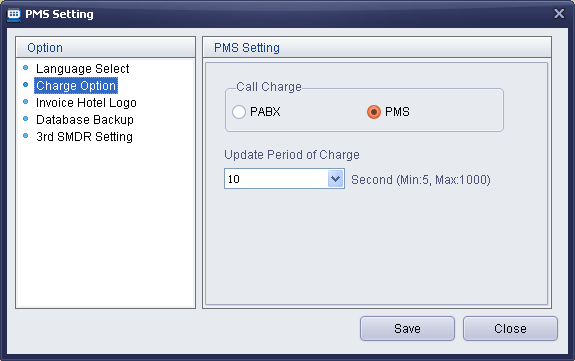 PMS Setting
Option
Language Select
Charge Option
Invoice Hotel Logo
Database Backup
3rd SMDR Setting
PMS Setting
Call Charge
PABX PMS
Update Period of Charge
10 Second (Min:5, Max:1000)
Save Close